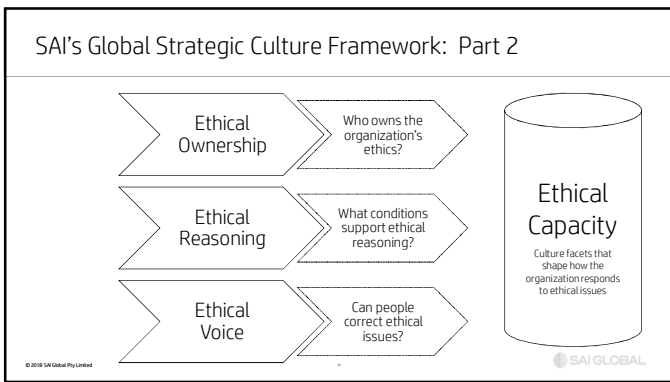 SAI's Global Strategic Culture Framework: Part 2
Ethical
Ownership
Who owns the
organization's
ethics?
Ethical
Reasoning
What conditions
support ethical
reasoning?
Ethical
Voice
Can people
correct ethical
issues?
Ethical
Capacity
Culture facets that
shape how the
organization responds
to ethical issues
© 2018 SAI Global Pty Limited
SAI GLOBAL